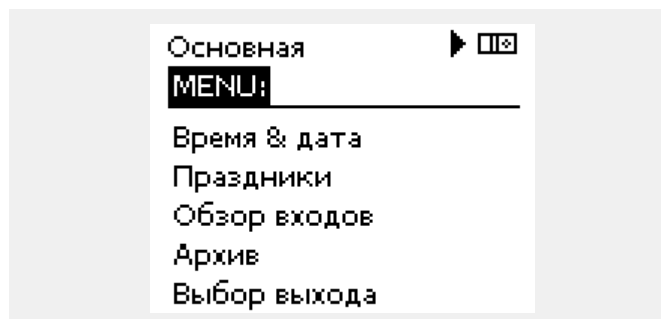 Основная
MENU:
Время & дата
Праздники
Обзор входов
Архив
Выбор выхода